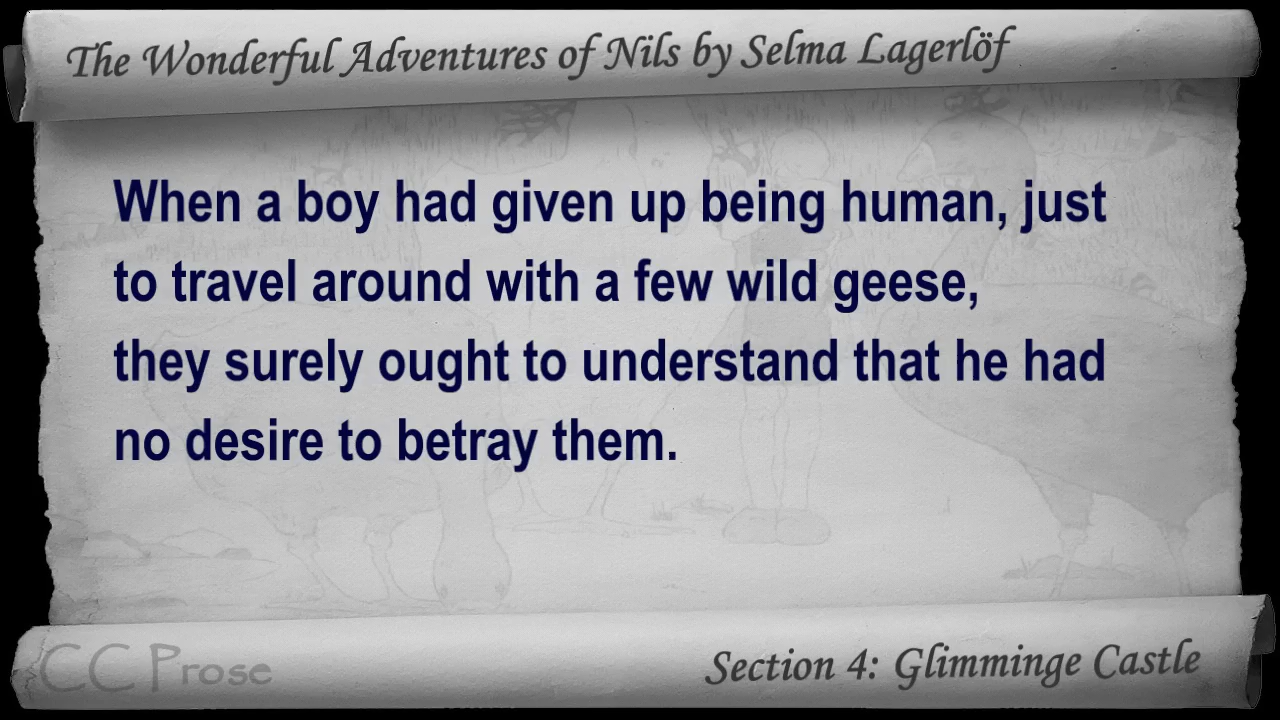 The Wonderful Adventures of Nils by Selma Lagerlöf
When a boy had given up being human, just
to travel around with a few wild geese,
they surely ought to understand that he had
no desire to betray them.
CC Prose
Section 4: Glimminge Castle